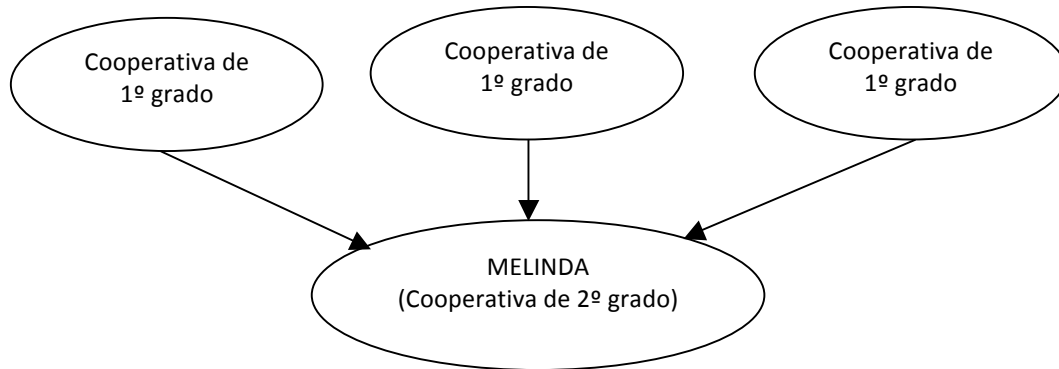 Cooperativa de
1º grado
Cooperativa de
1º grado
Cooperativa de
1º grado
MELINDA
(Cooperativa de 2º grado)